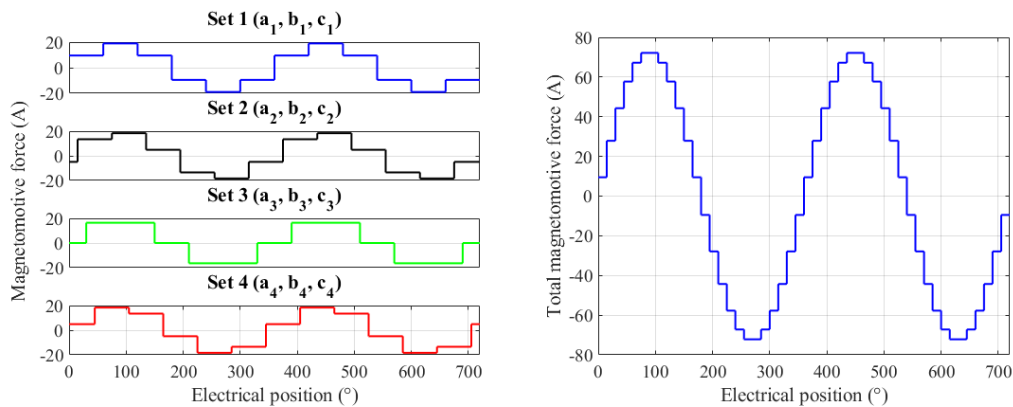 Set 1 (a1, b1, c1)
20
0
-20
Set 2 (a2, b2, c2)
20
0
-20
Set 3 (a3, b3, c3)
20
0
-20
Set 4 (a4, b4, c4)
20
0
-20
0 100 200 300 400 500 600 700
Electrical position (°)
Magnetomotive force (A)
80
60
40
20
0
-20
-40
-60
-80
0 100 200 300 400 500 600 700
Electrical position (°)
Total magnetomotive force (A)